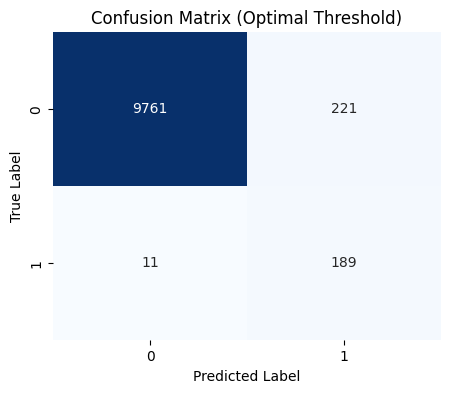 Confusion Matrix (Optimal Threshold)
True Label
0
9761
221
1
11
189
0
1
Predicted Label